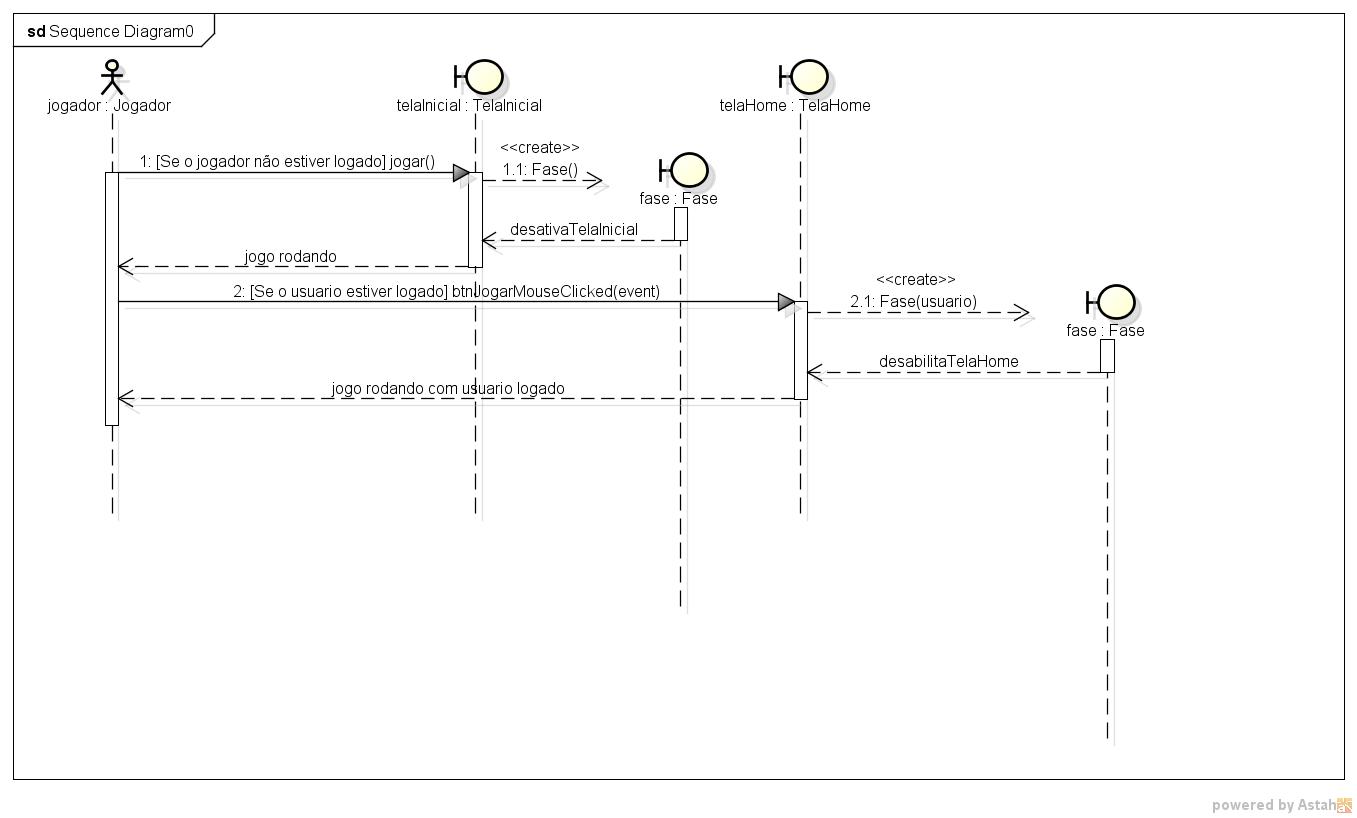 sd Sequence Diagram0
jogador : Jogador
telaInicial : TelaInicial
telaHome : TelaHome
<<create>>
1: [Se o jogador não estiver logado] jogar()
1.1: Fase()
fase : Fase
desativaTelaInicial
jogo rodando
<<create>>
2: [Se o usuario estiver logado] btnJogarMouseClicked(event)
2.1: Fase(usuario)
fase : Fase
desabilitaTelaHome
jogo rodando com usuario logado
powered by Astah